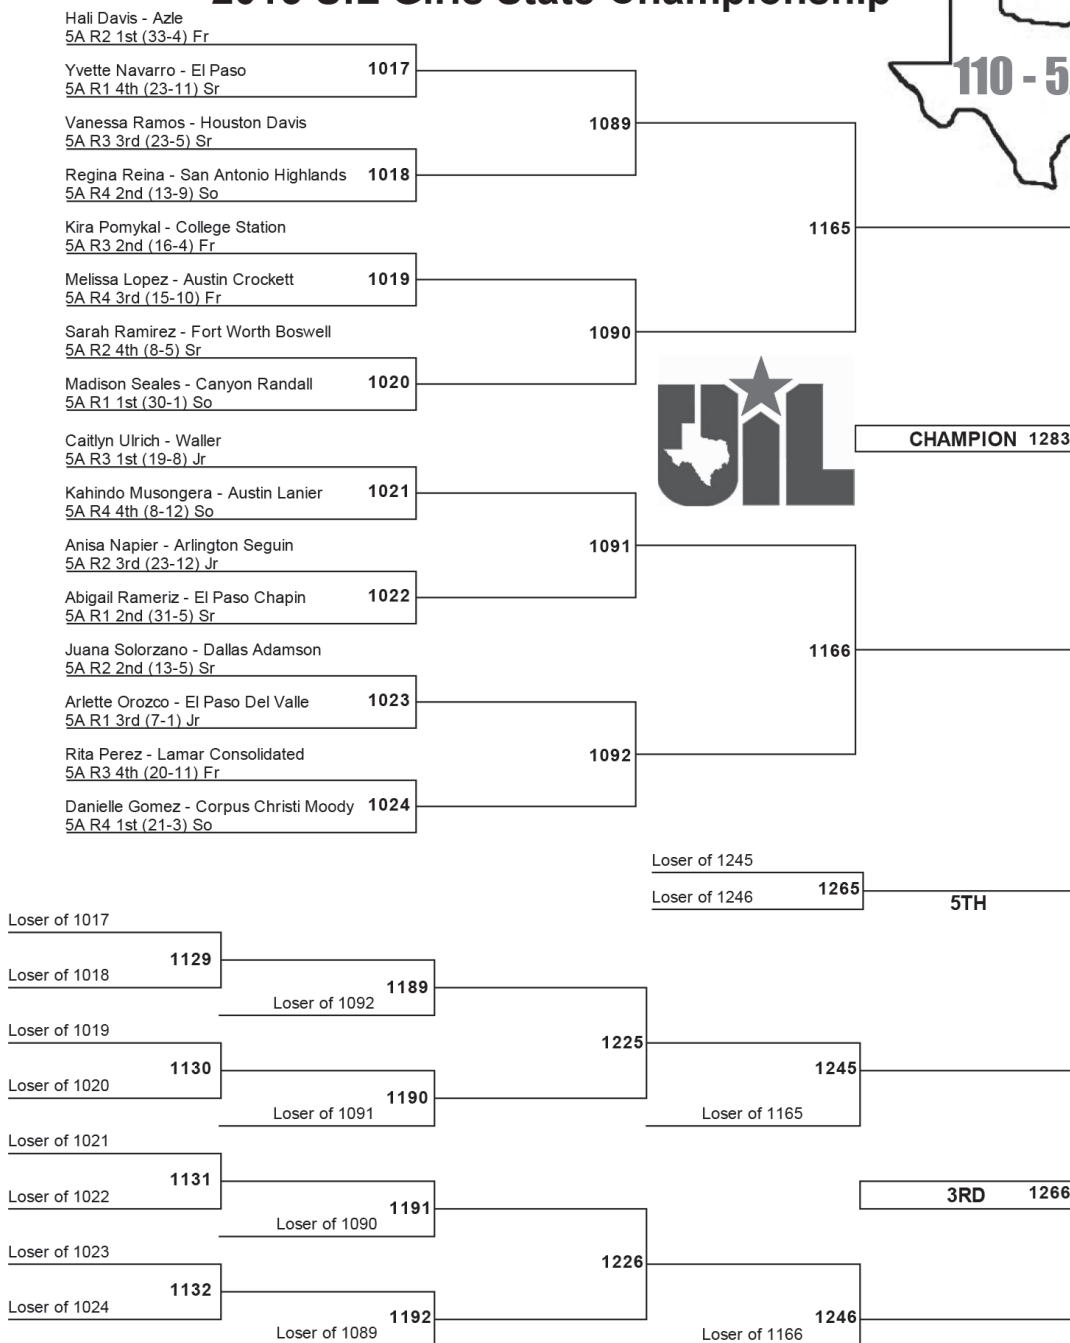 Hali Davis - Azle
5A R2 1st (33-4) Fr
Yvette Navarro - El Paso
5A R1 4th (23-11) Sr
1017
Vanessa Ramos - Houston Davis
5A R3 3rd (23-5) Sr
Regina Reina - San Antonio Highlands
5A R4 2nd (13-9) So
1018
1089
Kira Pomykal - College Station
5A R3 2nd (16-4) Fr
Melissa Lopez - Austin Crockett
5A R4 3rd (15-10) Fr
1019
Sarah Ramirez - Fort Worth Boswell
5A R2 4th (8-5) Sr
Madison Seales - Canyon Randall
5A R1 1st (30-1) So
1020
1090
1165
110 - 5
UIL
CHAMPION 1283
Caitlyn Ulrich - Waller
5A R3 1st (19-8) Jr
Kahindo Musongera - Austin Lanier
5A R4 4th (8-12) So
1021
Anisa Napier - Arlington Seguin
5A R2 3rd (23-12) Jr
Abigail Rameriz - El Paso Chapin
5A R1 2nd (31-5) Sr
1022
1091
Juana Solorzano - Dallas Adamson
5A R2 2nd (13-5) Sr
Arlette Orozco - El Paso Del Valle
5A R1 3rd (7-1) Jr
1023
Rita Perez - Lamar Consolidated
5A R3 4th (20-11) Fr
Danielle Gomez - Corpus Christi Moody
5A R4 1st (21-3) So
1024
1092
1166
Loser of 1245
Loser of 1246
1265
5TH
Loser of 1017
Loser of 1018
1129
Loser of 1092
1189
Loser of 1019
Loser of 1020
1130
Loser of 1091
1190
1225
Loser of 1165
1245
Loser of 1021
Loser of 1022
1131
Loser of 1090
1191
3RD 1266
Loser of 1023
Loser of 1024
1132
Loser of 1089
1192
1226
Loser of 1166
1246